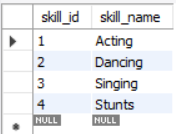 skill_id skill_name
1 Acting
2 Dancing
3 Singing
4 Stunts
NULL NULL